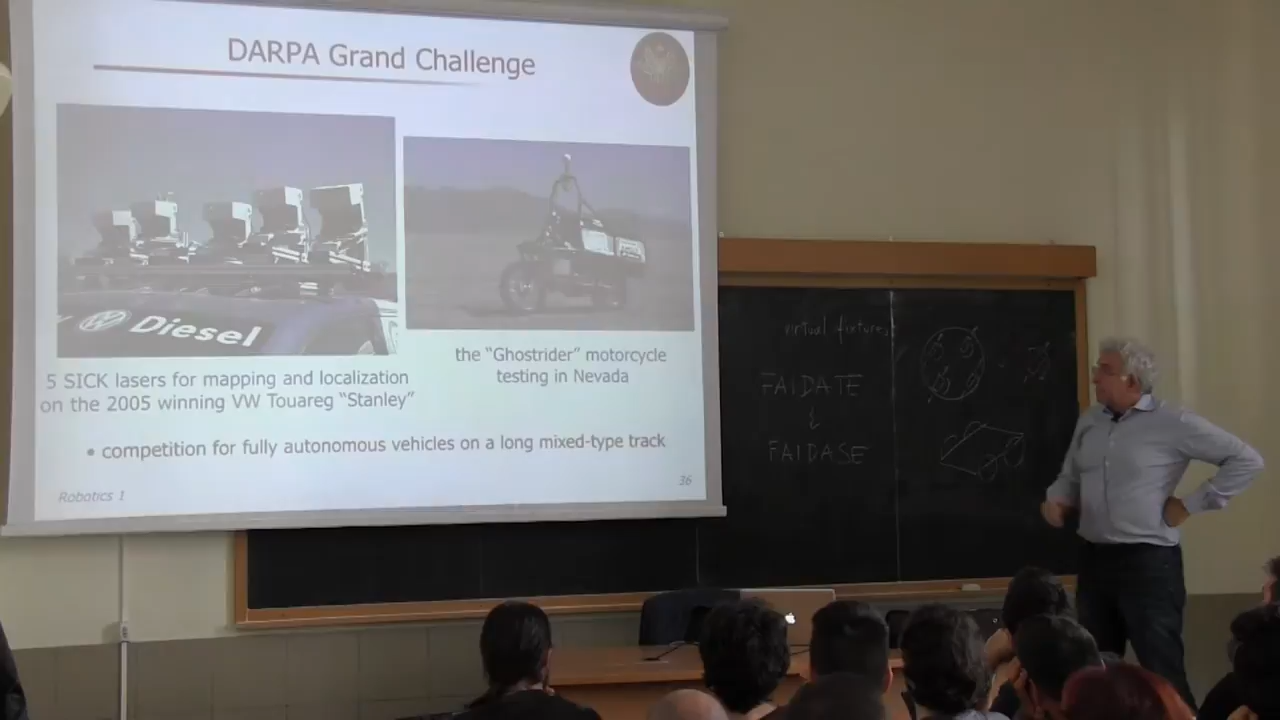 DARPA Grand Challenge
Diesel
5 SICK lasers for mapping and localization
on the 2005 winning VW Touareg “Stanley”
the “Ghostrider” motorcycle
testing in Nevada
• competition for fully autonomous vehicles on a long mixed-type track
Robotics 1
36
virtual fixtures
FAIDATE
&
FAIDASE